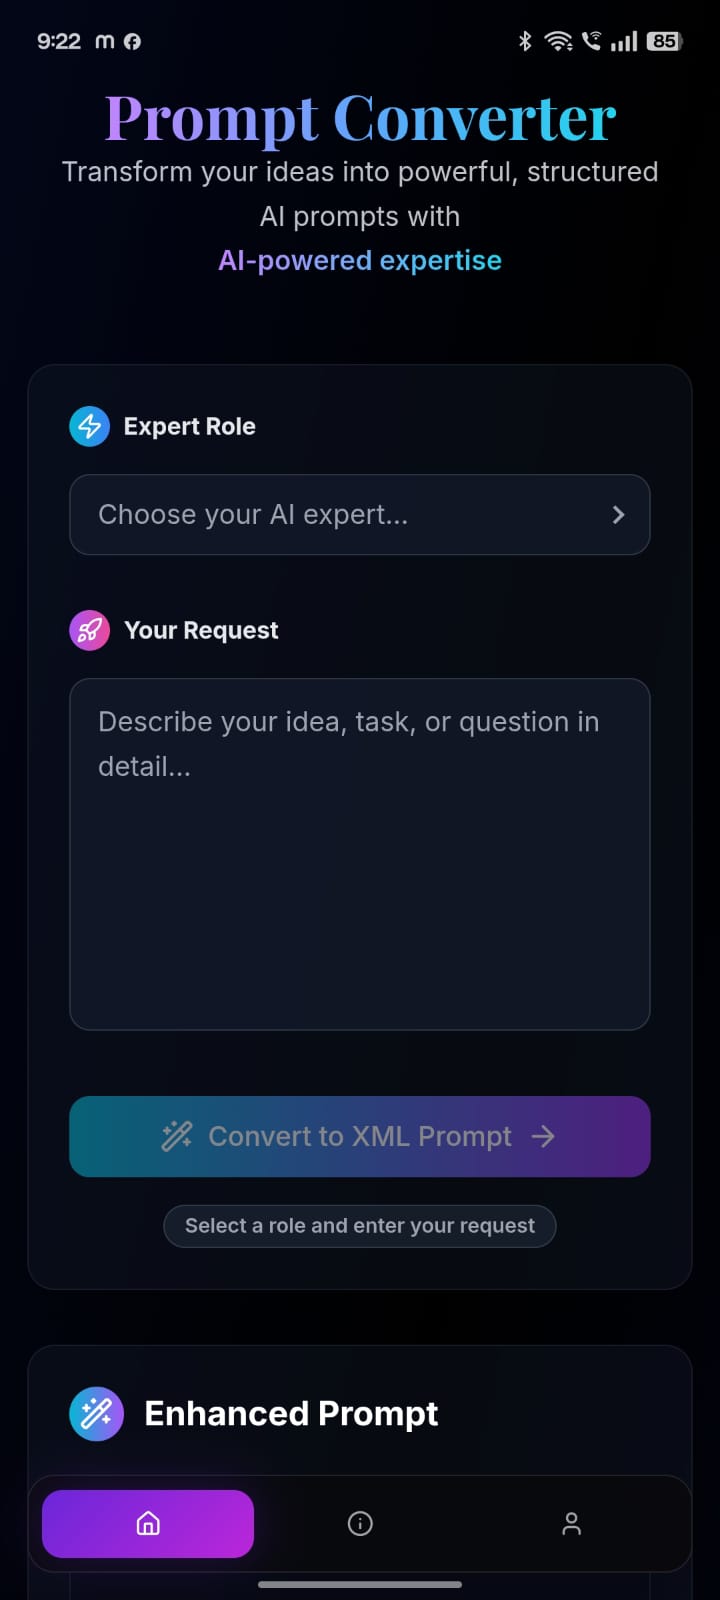 9:22
85
Prompt Converter
Transform your ideas into powerful, structured
AI prompts with
AI-powered expertise
Expert Role
Choose your AI expert...
Your Request
Describe your idea, task, or question in
detail...
Convert to XML Prompt
Select a role and enter your request
Enhanced Prompt